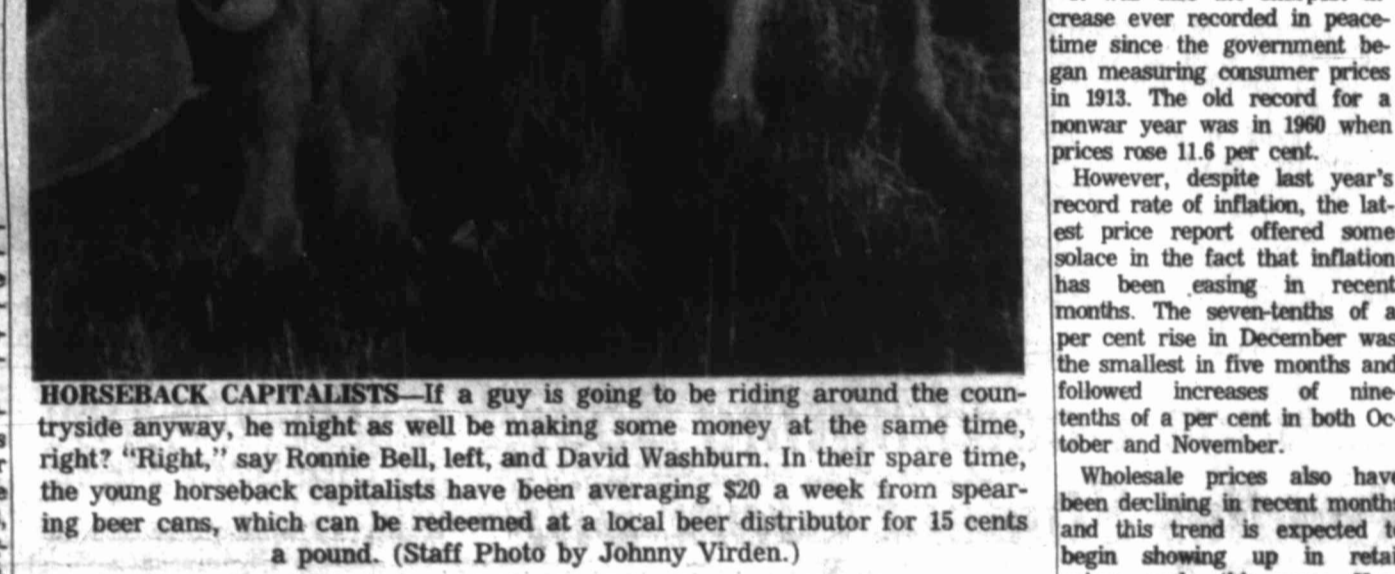 HORSEBACK CAPITALISTS—If a guy is going to be riding around the coun-
tryside anyway, he might as well be making some money at the same time,
right? “Right,” say Ronnie Bell, left, and David Washburn. In their spare time,
the young horseback capitalists have been averaging $20 a week from spear-
ing beer cans, which can be redeemed at a local beer distributor for 15 cents
a pound. (Staff Photo by Johnny Virden.)
crease ever recorded in peace-
time since the government be-
gan measuring consumer prices
in 1913. The old record for a
nonwar year was in 1960 when
prices rose 11.6 per cent.
However, despite last year's
record rate of inflation, the lat-
est price report offered some
solace in the fact that inflation
has been easing in recent
months. The seven-tenths of a
per cent rise in December was
the smallest in five months and
followed increases of nine
tenths of a per cent in both Oc
tober and November.
Wholesale prices also have
been declining in recent month
and this trend is expected t
begin showing up in retai